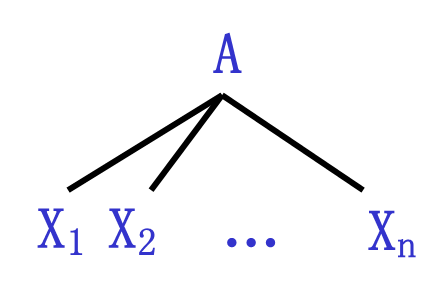 A
X₁ X₂ ... Xₙ